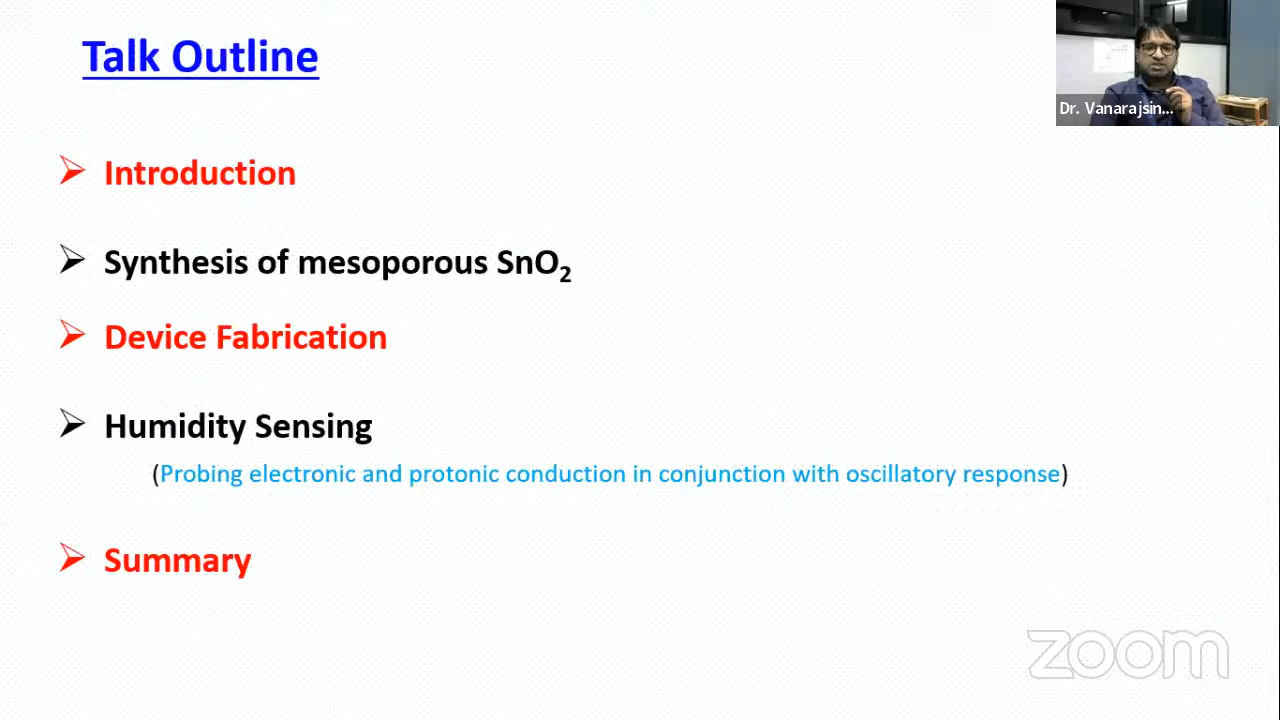 Talk Outline
Dr. Vanarajsin...
➢ Introduction
➢ Synthesis of mesoporous SnO₂
➢ Device Fabrication
➢ Humidity Sensing
(Probing electronic and protonic conduction in conjunction with oscillatory response)
➢ Summary
zoom